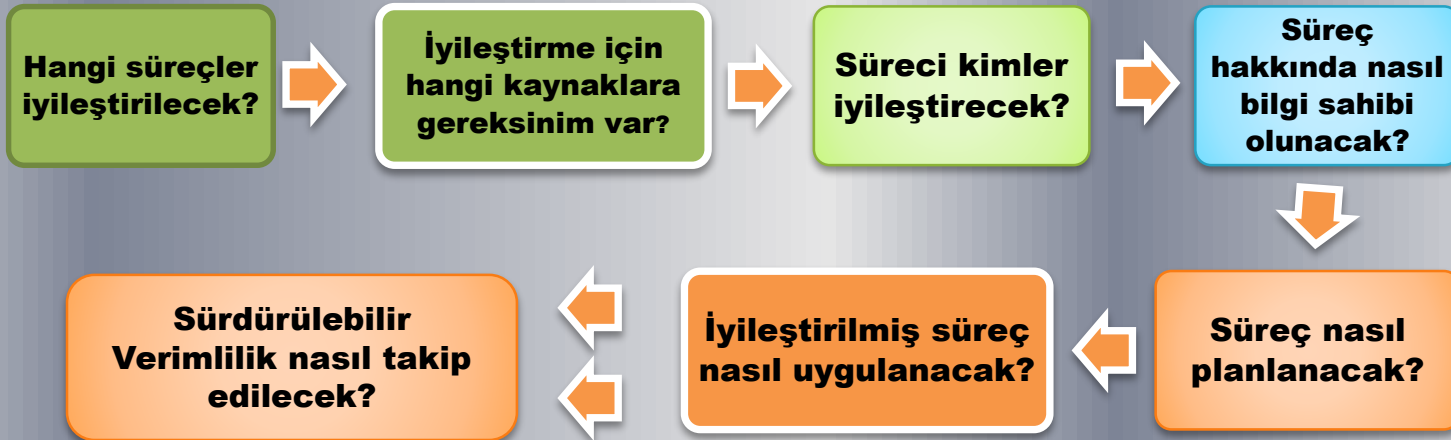 Hangi süreçler
iyileştirilecek?
İyileştirme için
hangi kaynaklara
gereksinim var?
Süreci kimler
iyileştirecek?
Süreç
hakkında nasıl
bilgi sahibi
olunacak?
Süreç nasıl
planlanacak?
İyileştirilmiş süreç
nasıl uygulanacak?
Sürdürülebilir
Verimlilik nasıl takip
edilecek?